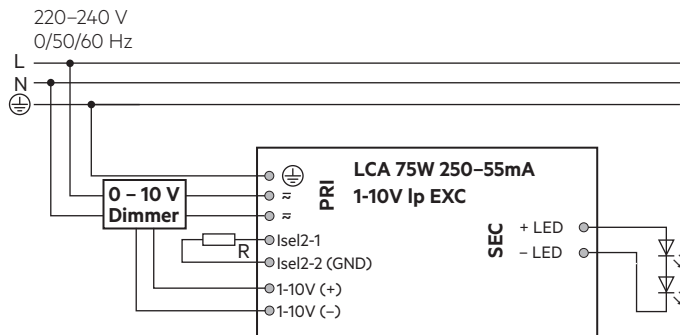 220–240 V
0/50/60 Hz
L
N
LCA 75W 250–55mA
1-10V lp EXC
PRI
0 – 10 V
Dimmer
≂
≂
R
Isel2-1
Isel2-2 (GND)
1-10V (+)
1-10V (–)
SEC
+ LED
– LED